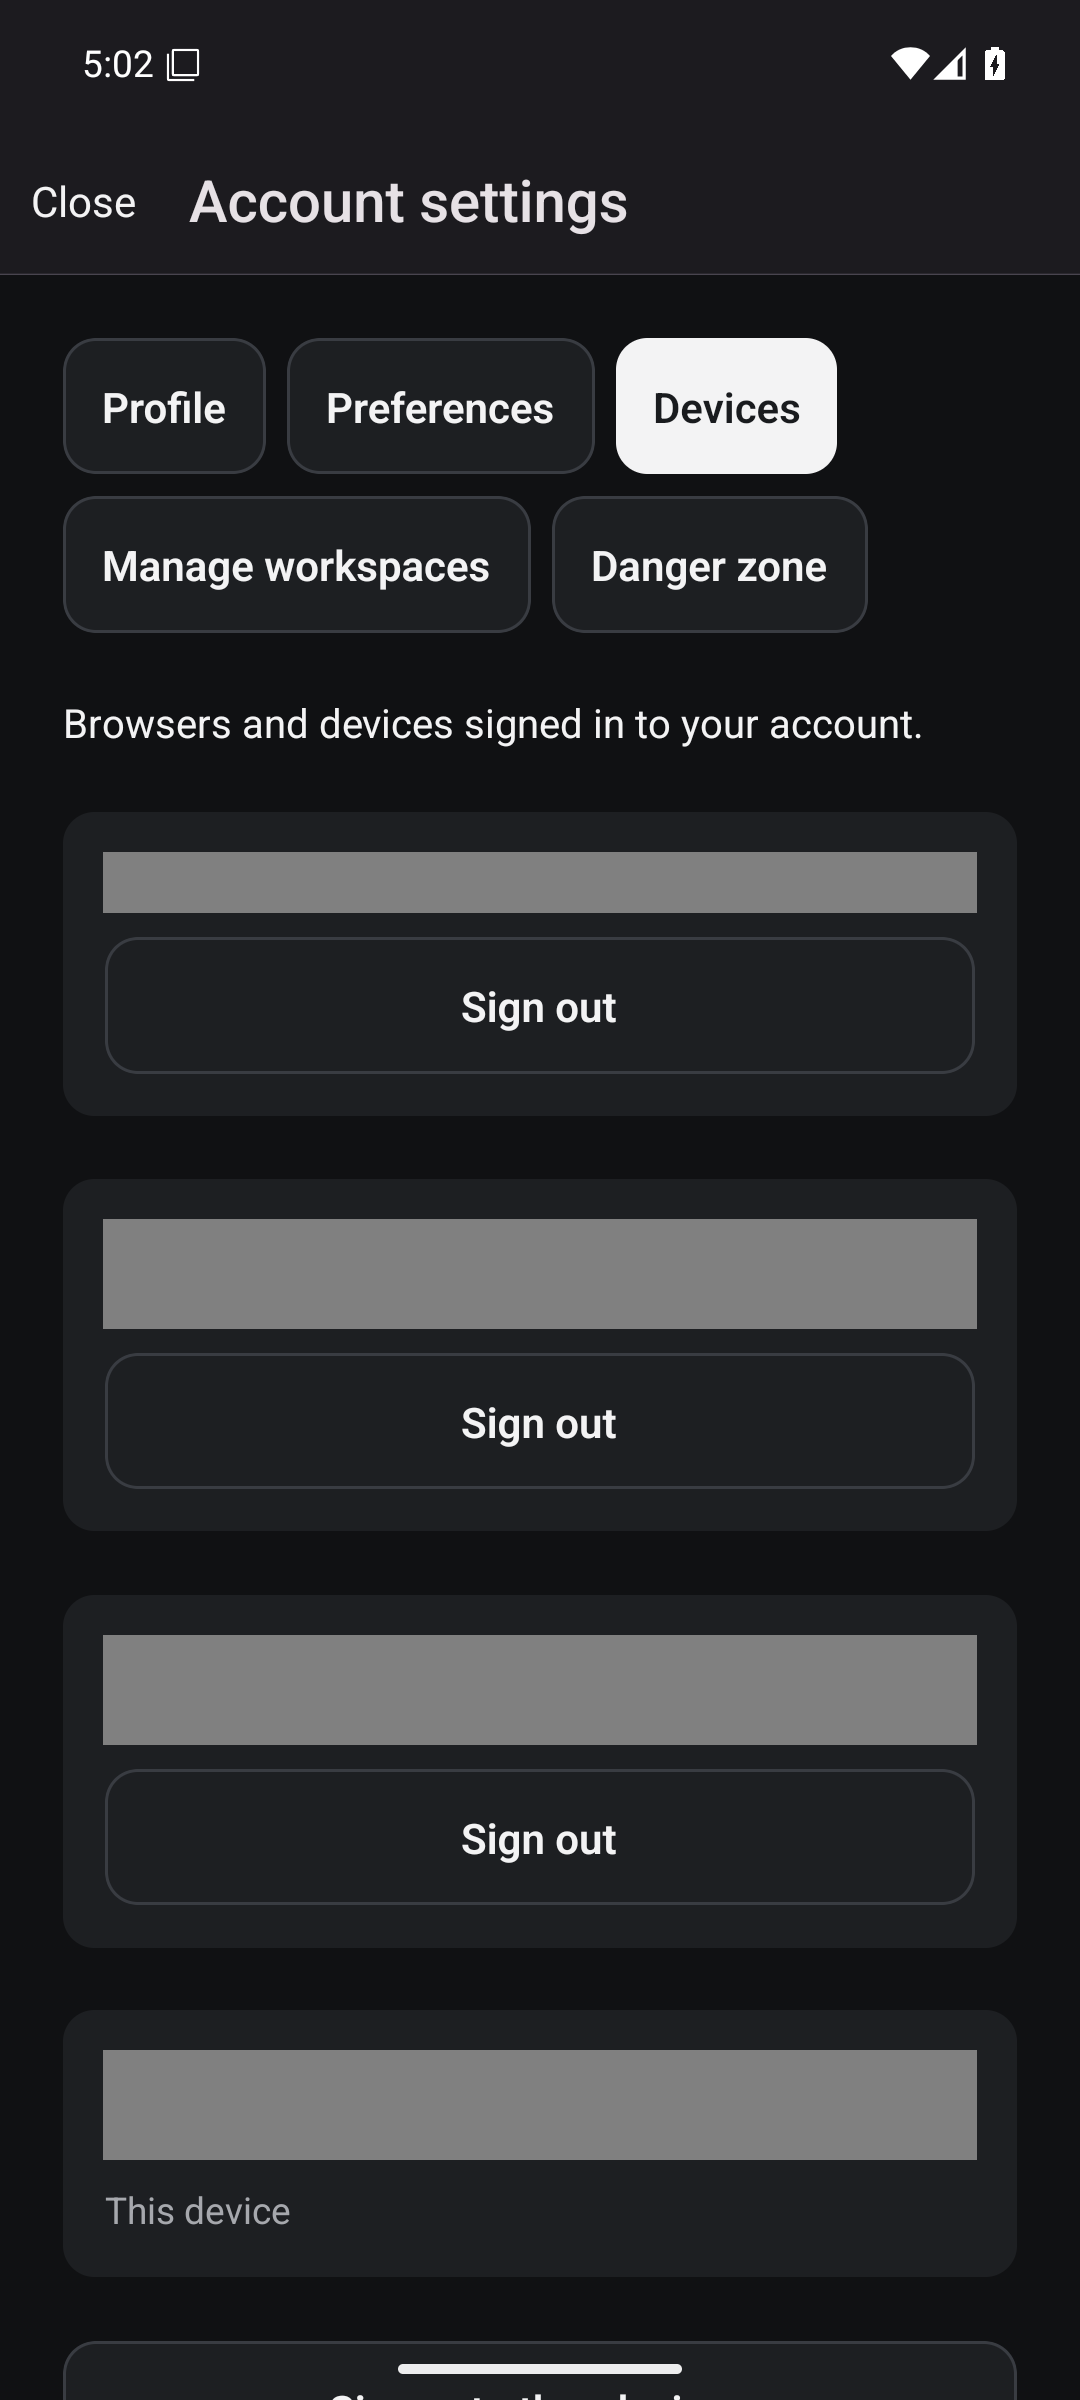 5:02
Close Account settings
Profile Preferences Devices
Manage workspaces Danger zone
Browsers and devices signed in to your account.
Sign out
Sign out
Sign out
This device